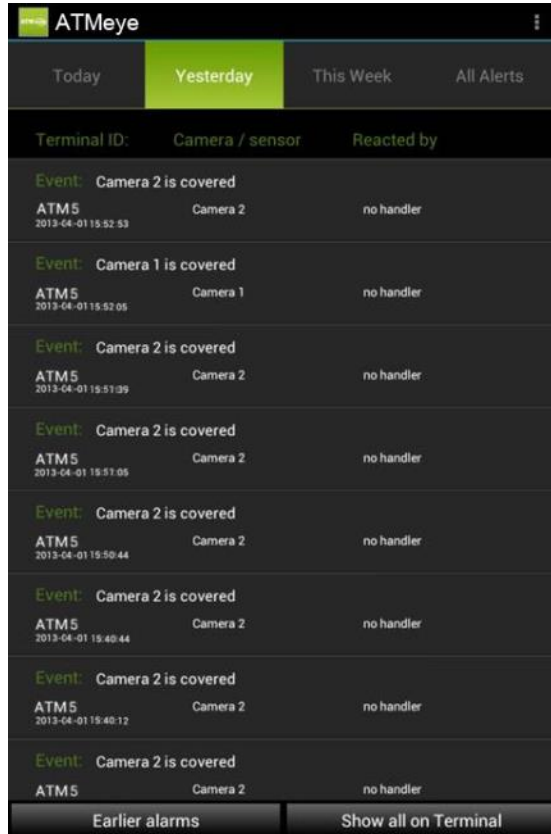 ATMeye
Today Yesterday This Week All Alerts
Terminal ID: Camera / sensor Reacted by
Event: Camera 2 is covered
ATM5 Camera 2 no handler
2013-04-01 15:52:53
Event: Camera 1 is covered
ATM5 Camera 1 no handler
2013-04-01 15:52:05
Event: Camera 2 is covered
ATM5 Camera 2 no handler
2013-04-01 15:51:39
Event: Camera 2 is covered
ATM5 Camera 2 no handler
2013-04-01 15:51:05
Event: Camera 2 is covered
ATM5 Camera 2 no handler
2013-04-01 15:50:44
Event: Camera 2 is covered
ATM5 Camera 2 no handler
2013-04-01 15:40:44
Event: Camera 2 is covered
ATM5 Camera 2 no handler
2013-04-01 15:40:12
Event: Camera 2 is covered
ATM5 Camera 2 no handler
Earlier alarms Show all on Terminal